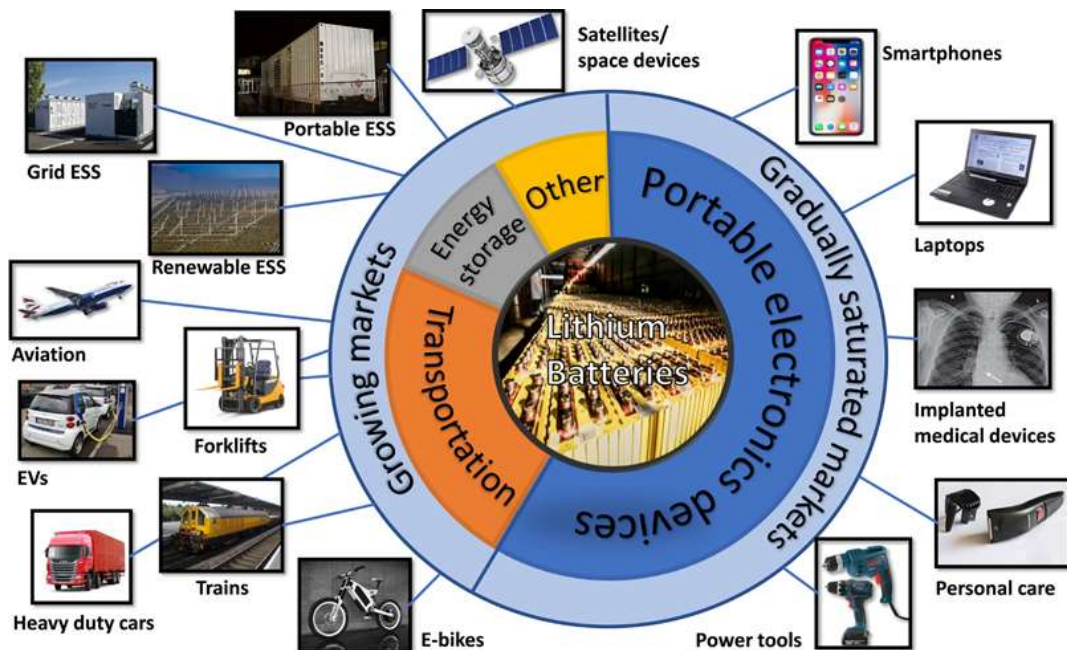 Satellites/
space devices
Smartphones
Portable ESS
Grid ESS
Laptops
Renewable ESS
Aviation
Forklifts
Implanted
medical devices
EVs
Trains
Personal care
Heavy duty cars
E-bikes
Power tools
Growing markets
Gradually saturated markets
Other
Energy
storage
Transportation
Portable electronics devices
Lithium
Batteries